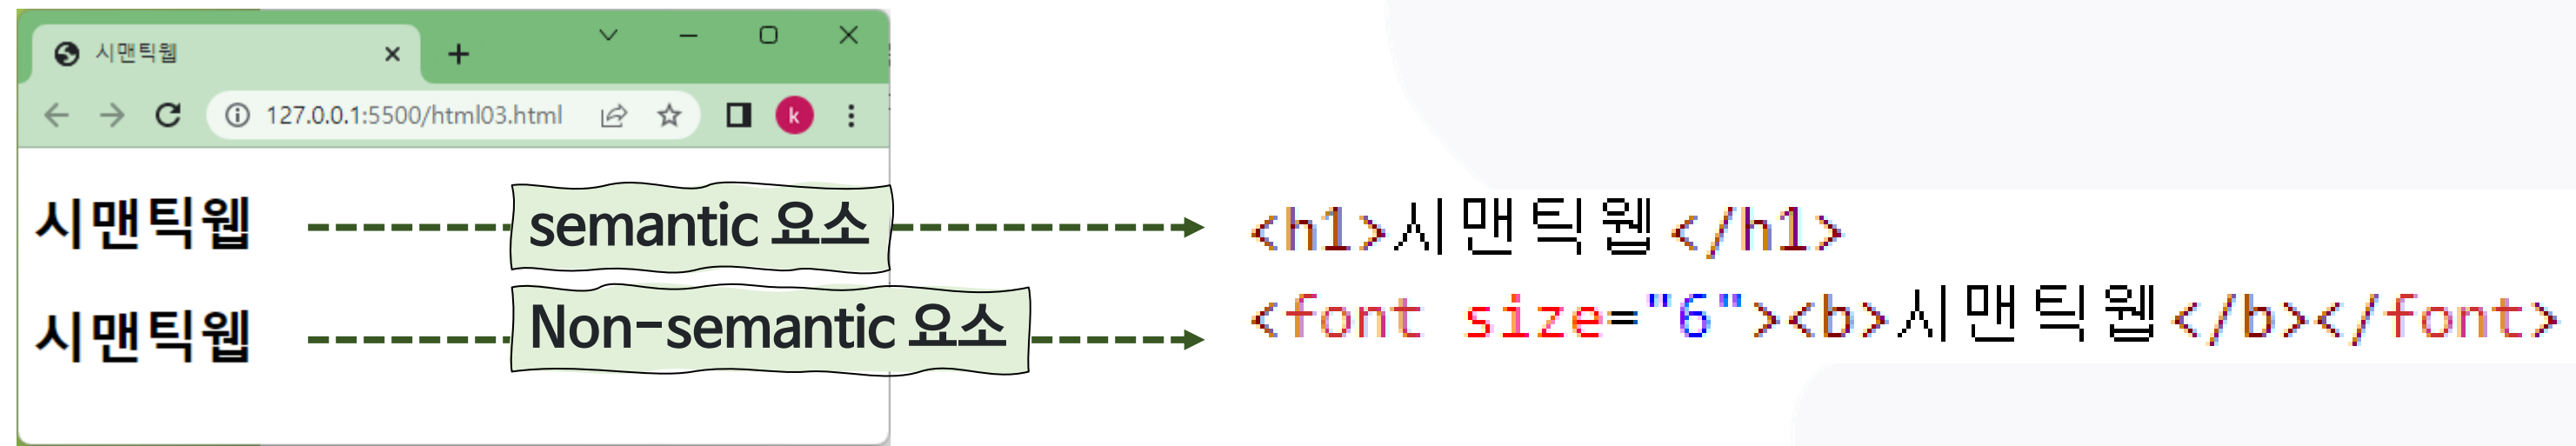 시맨틱웹
127.0.0.1:5500/html03.html
k
시맨틱웹 semantic 요소 <h1>시맨틱웹</h1>
시맨틱웹 Non-semantic 요소 <font size="6"><b>시맨틱웹</b></font>